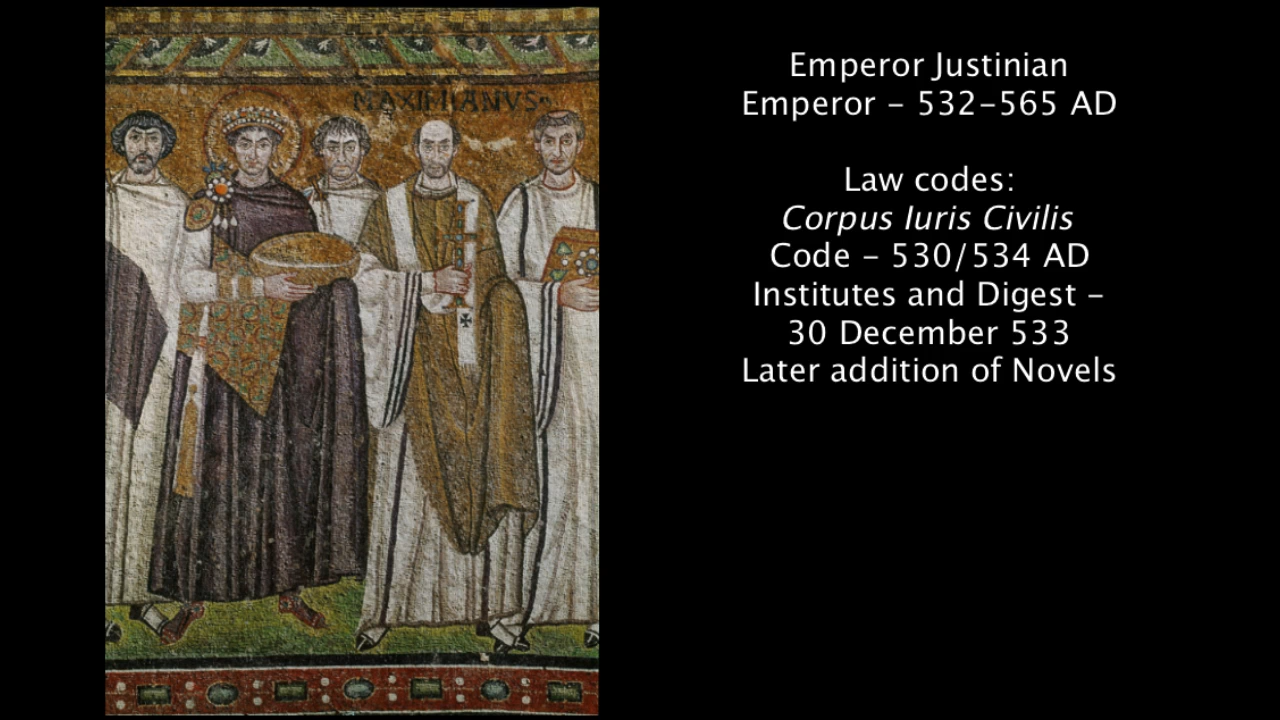 MAXIMIANVS
Emperor Justinian
Emperor – 532–565 AD
Law codes:
Corpus Iuris Civilis
Code – 530/534 AD
Institutes and Digest –
30 December 533
Later addition of Novels